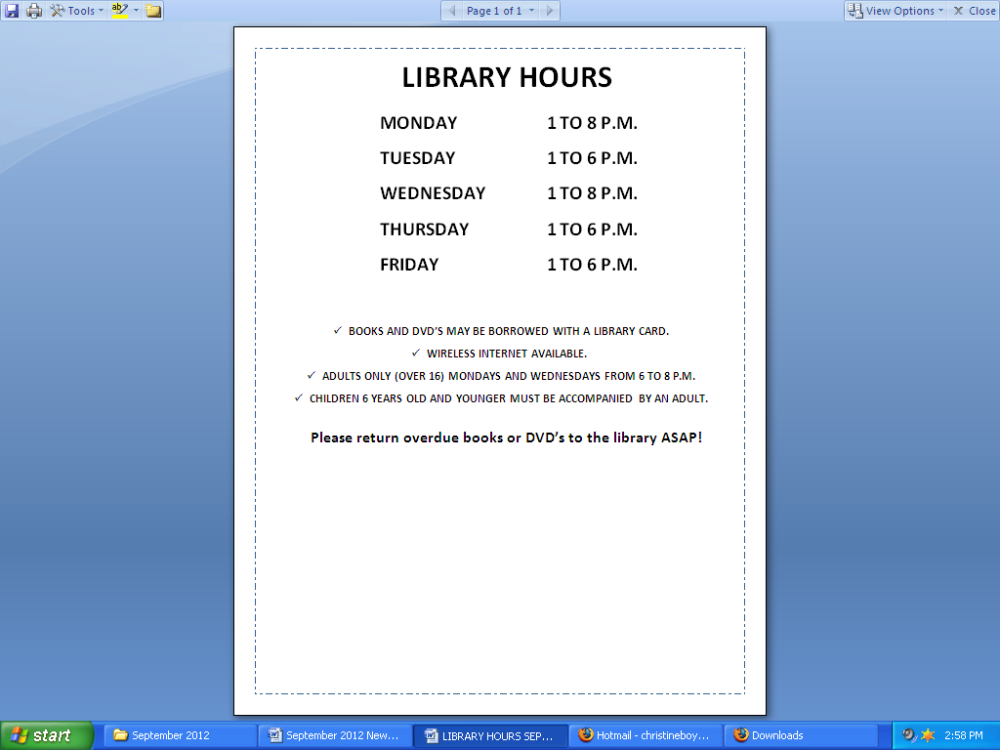 Tools
ab
Page 1 of 1
View Options
Close
LIBRARY HOURS
MONDAY 1 TO 8 P.M.
TUESDAY 1 TO 6 P.M.
WEDNESDAY 1 TO 8 P.M.
THURSDAY 1 TO 6 P.M.
FRIDAY 1 TO 6 P.M.
✓ BOOKS AND DVD'S MAY BE BORROWED WITH A LIBRARY CARD.
✓ WIRELESS INTERNET AVAILABLE.
✓ ADULTS ONLY (OVER 16) MONDAYS AND WEDNESDAYS FROM 6 TO 8 P.M.
✓ CHILDREN 6 YEARS OLD AND YOUNGER MUST BE ACCOMPANIED BY AN ADULT.
Please return overdue books or DVD's to the library ASAP!
start
September 2012
September 2012 New...
LIBRARY HOURS SEP...
Hotmail - christineboy...
Downloads
2:58 PM